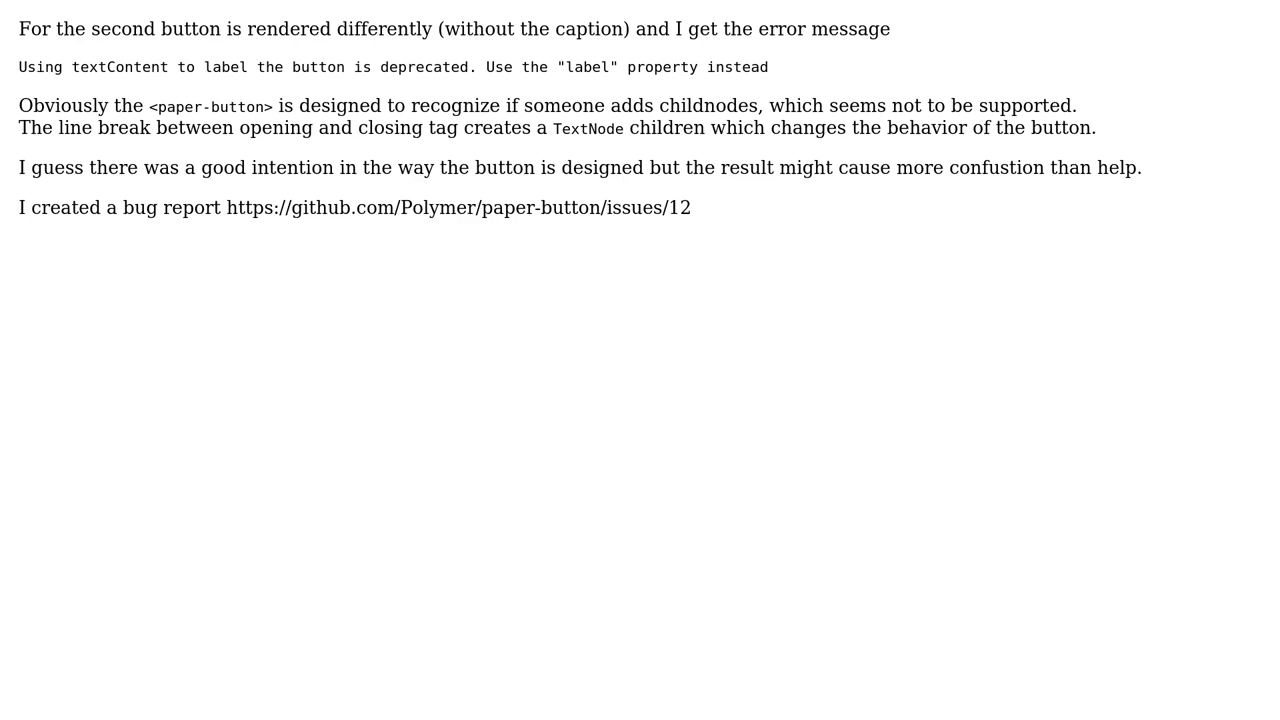 For the second button is rendered differently (without the caption) and I get the error message
Using textContent to label the button is deprecated. Use the "label" property instead
Obviously the <paper-button> is designed to recognize if someone adds childnodes, which seems not to be supported.
The line break between opening and closing tag creates a TextNode children which changes the behavior of the button.
I guess there was a good intention in the way the button is designed but the result might cause more confustion than help.
I created a bug report https://github.com/Polymer/paper-button/issues/12